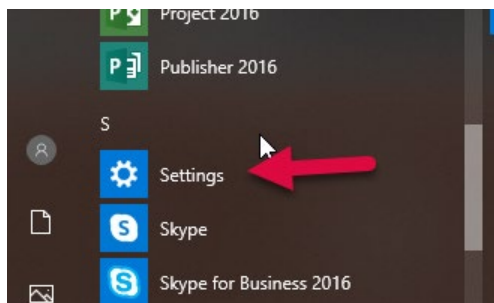 Project 2016
Publisher 2016
S
Settings
Skype
Skype for Business 2016